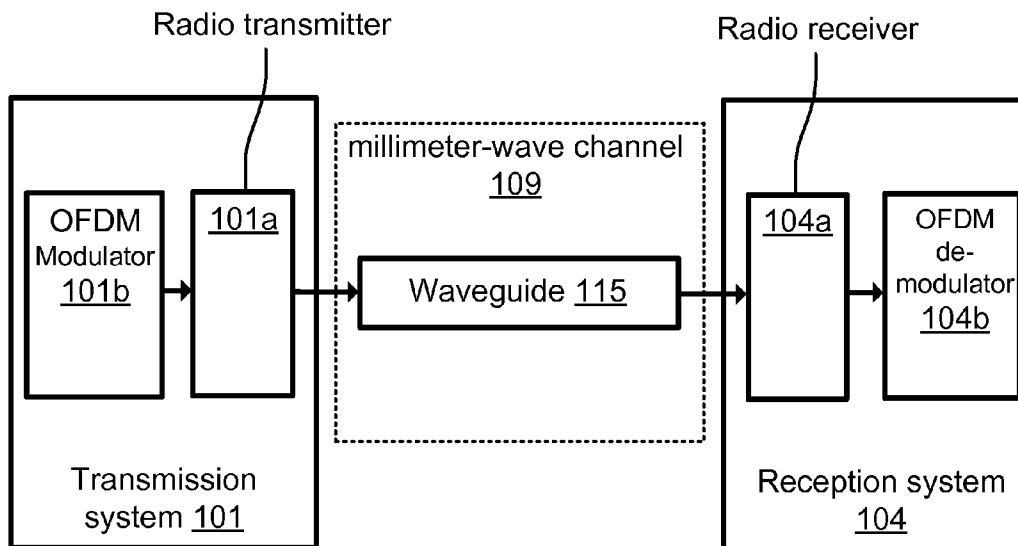 Radio transmitter
Radio receiver
OFDM
Modulator
101b
101a
Transmission
system 101
millimeter-wave channel
109
Waveguide 115
104a
OFDM
de-
modulator
104b
Reception system
104